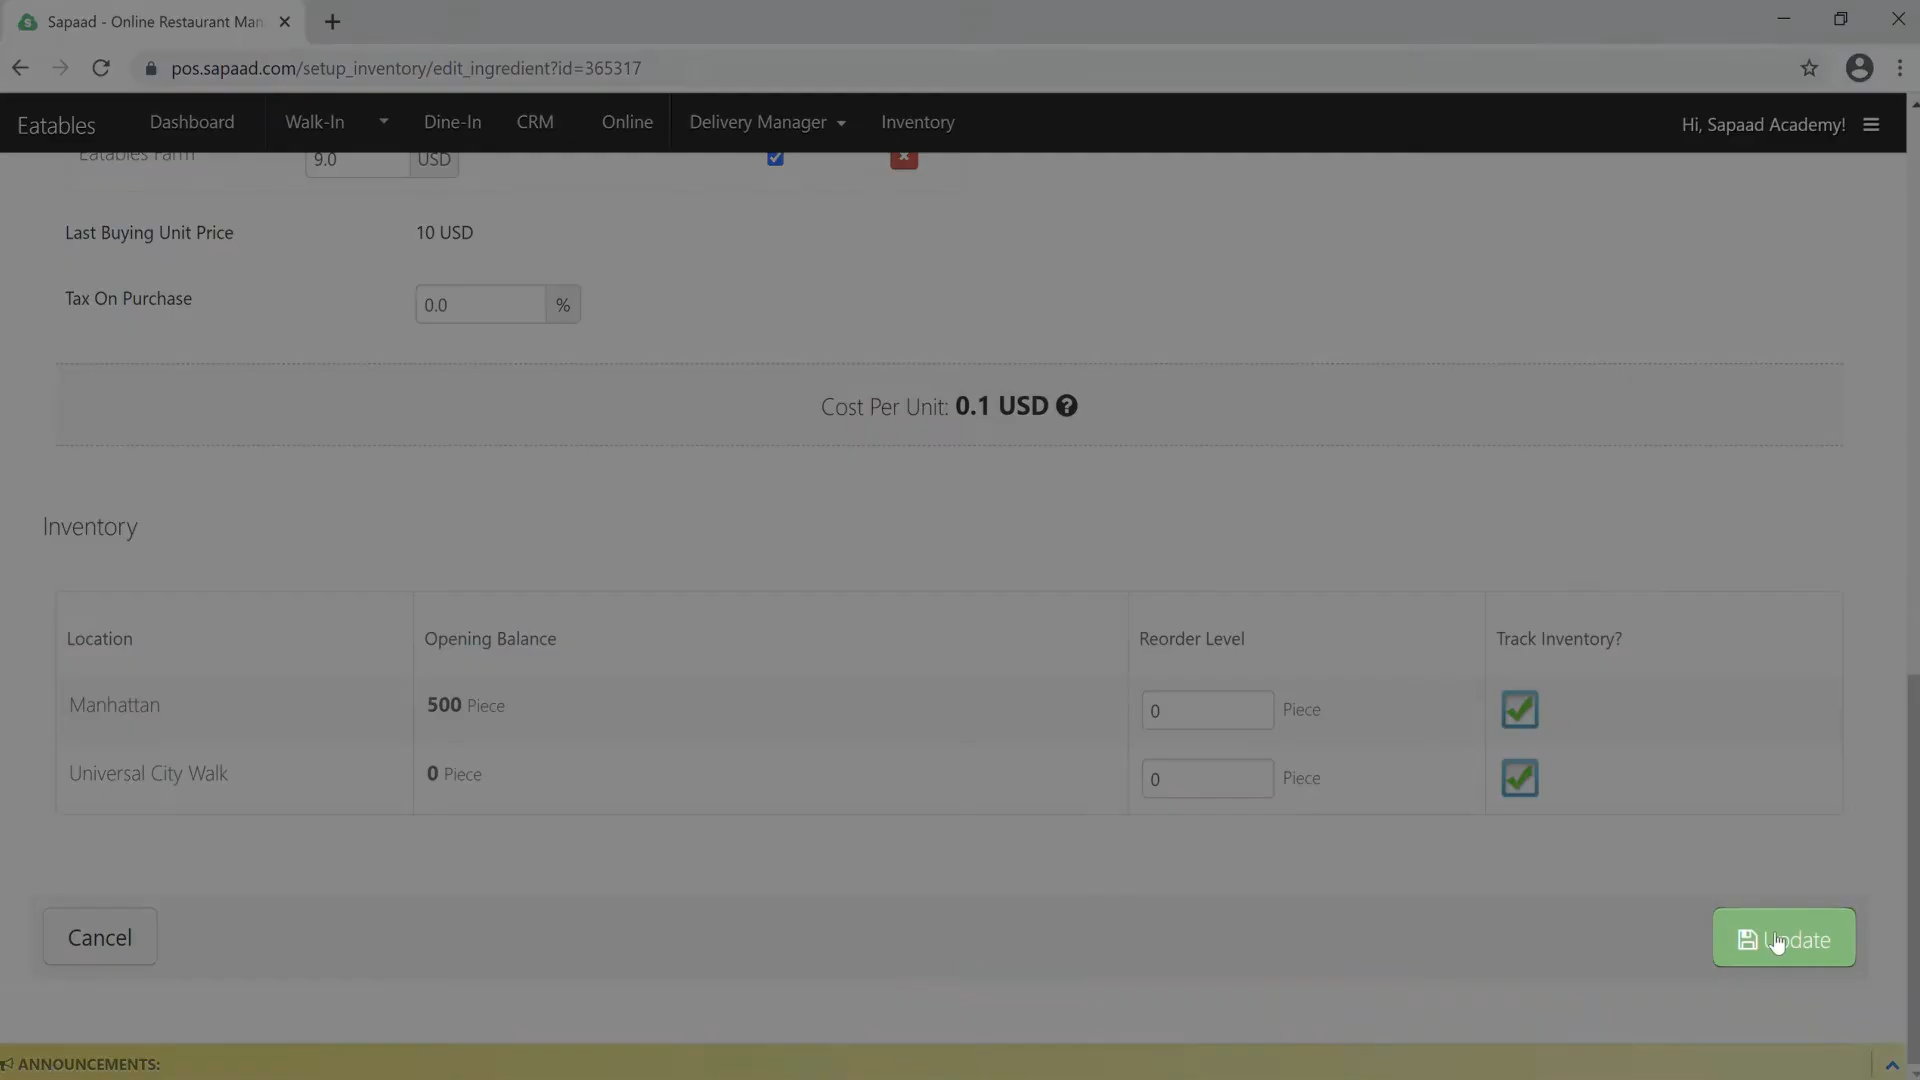 Sapaad - Online Restaurant Man
pos.sapaad.com/setup_inventory/edit_ingredient?id=365317
Eatables Dashboard Walk-In Dine-In CRM Online Delivery Manager Inventory Hi, Sapaad Academy!
Eatables Farm 9.0 USD
Last Buying Unit Price 10 USD
Tax On Purchase 0.0 %
Cost Per Unit: 0.1 USD
Inventory
Location Opening Balance Reorder Level Track Inventory?
Manhattan 500 Piece 0 Piece
Universal City Walk 0 Piece 0 Piece
Cancel Update
ANNOUNCEMENTS: